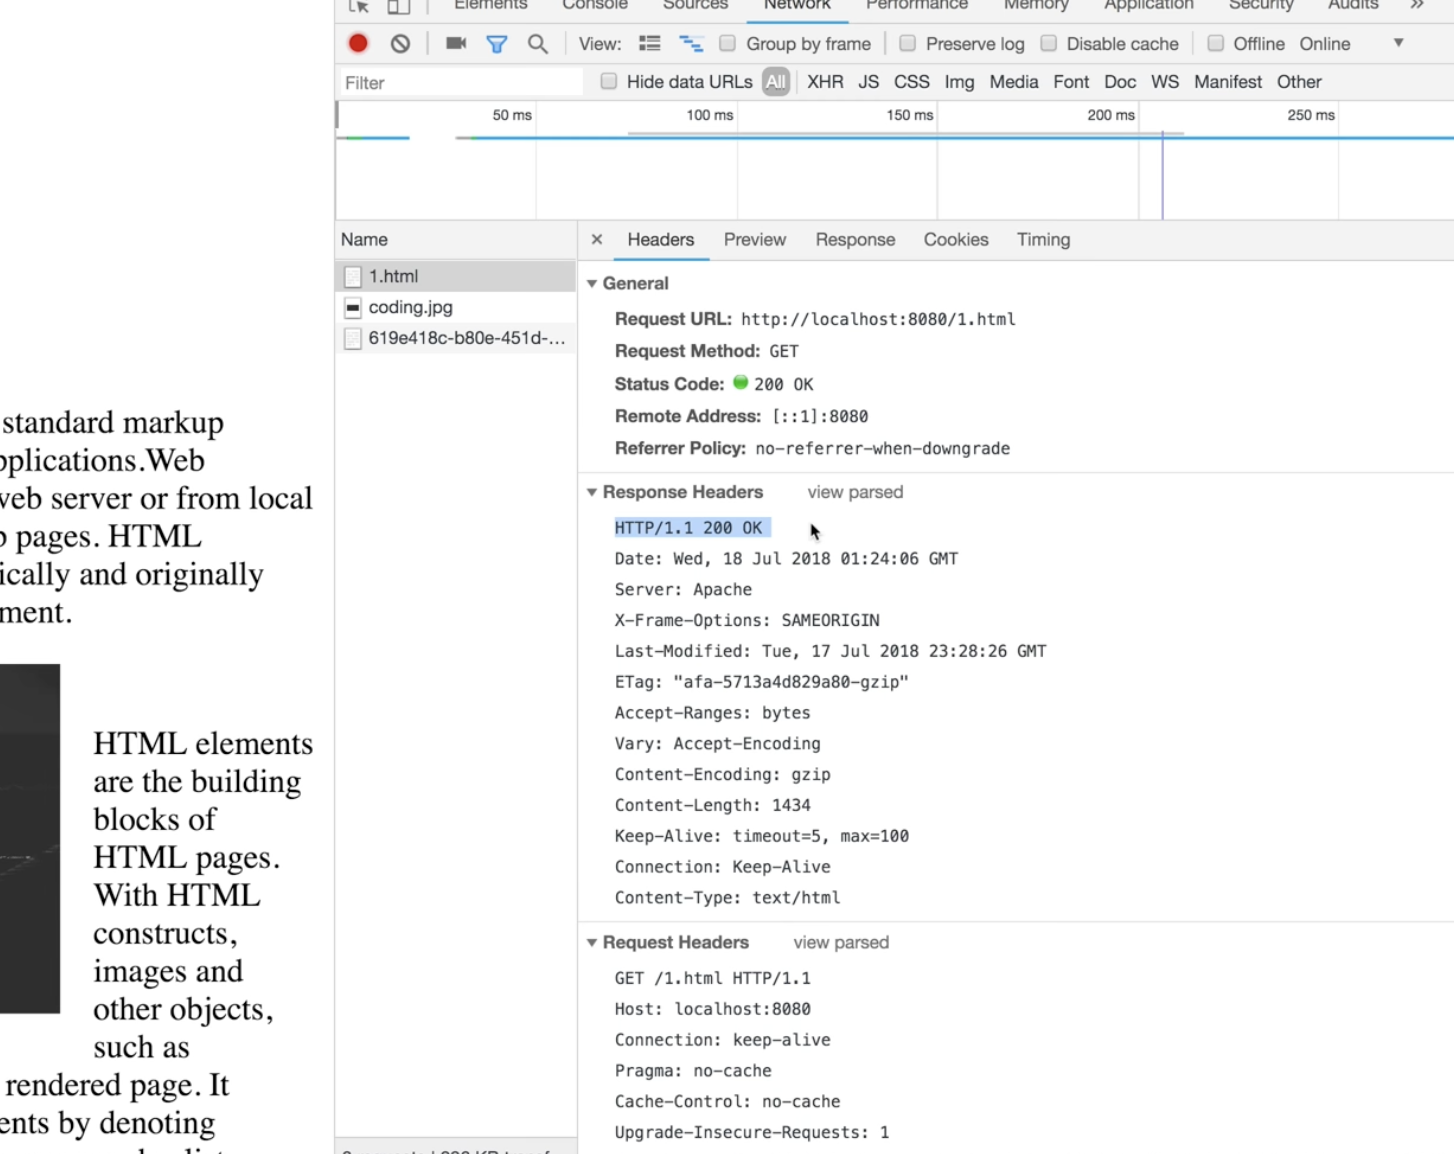 Elements Console Sources Network Performance Memory Application Security Audits »
View: Group by frame Preserve log Disable cache Offline Online
Filter Hide data URLs All XHR JS CSS Img Media Font Doc WS Manifest Other
50 ms 100 ms 150 ms 200 ms 250 ms
Name
1.html
coding.jpg
619e418c-b80e-451d-...
× Headers Preview Response Cookies Timing
General
Request URL: http://localhost:8080/1.html
Request Method: GET
Status Code: 200 OK
Remote Address: [::1]:8080
Referrer Policy: no-referrer-when-downgrade
Response Headers view parsed
HTTP/1.1 200 OK
Date: Wed, 18 Jul 2018 01:24:06 GMT
Server: Apache
X-Frame-Options: SAMEORIGIN
Last-Modified: Tue, 17 Jul 2018 23:28:26 GMT
ETag: "afa-5713a4d829a80-gzip"
Accept-Ranges: bytes
Vary: Accept-Encoding
Content-Encoding: gzip
Content-Length: 1434
Keep-Alive: timeout=5, max=100
Connection: Keep-Alive
Content-Type: text/html
Request Headers view parsed
GET /1.html HTTP/1.1
Host: localhost:8080
Connection: keep-alive
Pragma: no-cache
Cache-Control: no-cache
Upgrade-Insecure-Requests: 1
standard markup
pplications.Web
web server or from local
pages. HTML
ically and originally
ment.
HTML elements
are the building
blocks of
HTML pages.
With HTML
constructs,
images and
other objects,
such as
rendered page. It
ents by denoting